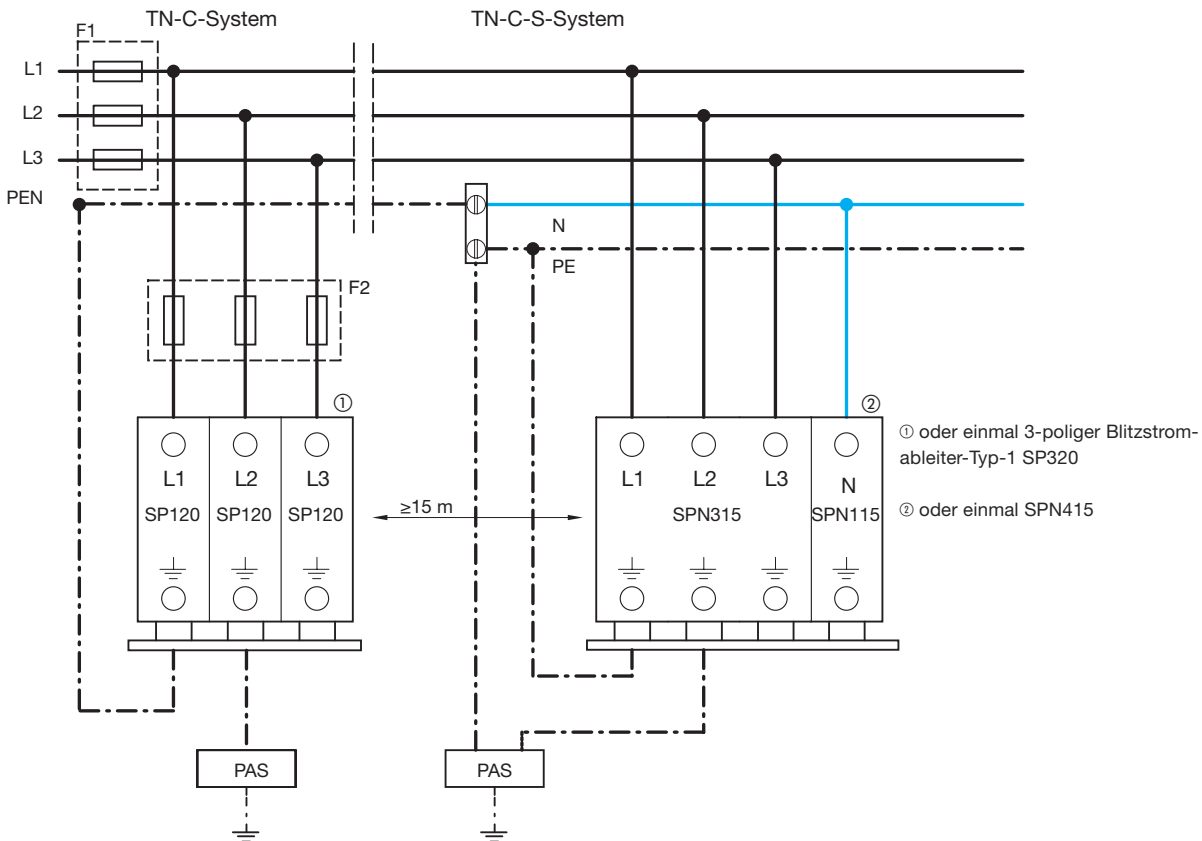 TN-C-System
TN-C-S-System
F1
L1
L2
L3
PEN
N
PE
F2
①
②
L1
L2
L3
SP120
SP120
SP120
≥15 m
L1
L2
L3
N
SPN315
SPN115
① oder einmal 3-poliger Blitzstrom-
ableiter-Typ-1 SP320
② oder einmal SPN415
PAS
PAS